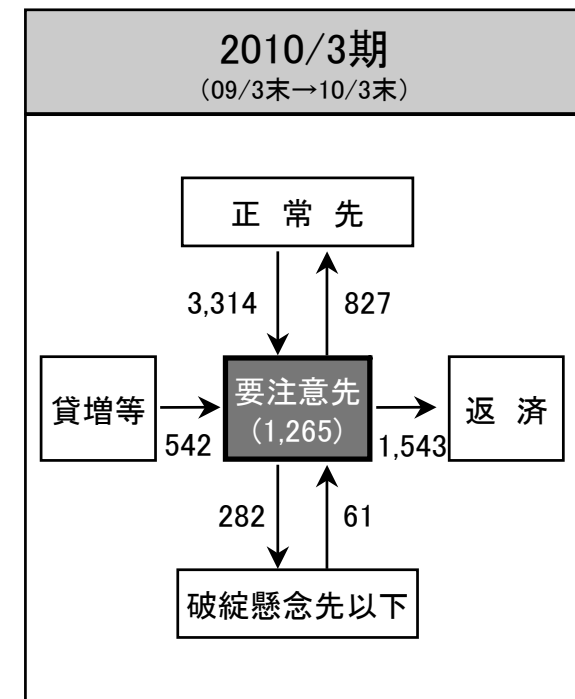 2010/3期
（09/3末→10/3末）
正 常 先
3,314
827
貸増等
542
要注意先
（1,265）
1,543
返 済
282
61
破綻懸念先以下